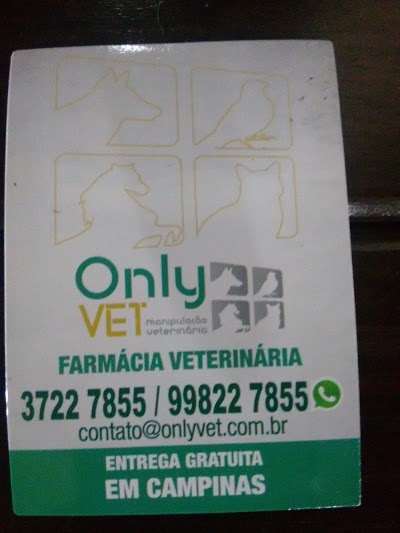 Only
VET manipulação
veterinária
FARMÁCIA VETERINÁRIA
3722 7855 / 99822 7855
contato@onlyvet.com.br
ENTREGA GRATUITA
EM CAMPINAS